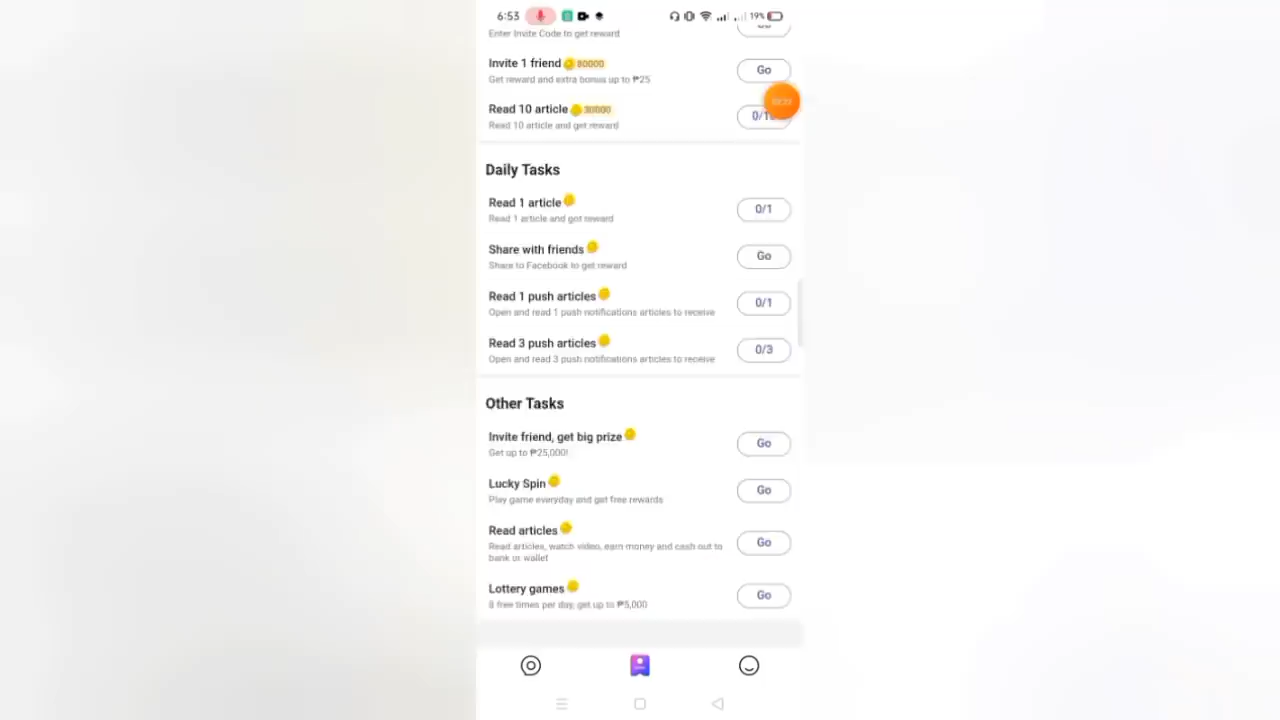 6:53
19%
Enter Invite Code to get reward
Invite 1 friend 80000
Go
Get reward and extra bonus up to ₱25
Read 10 article 30000
Read 10 article and get reward
Daily Tasks
Read 1 article
0/1
Read 1 article and got reward
Share with friends
Go
Share to Facebook to get reward
Read 1 push articles
0/1
Open and read 1 push notifications articles to receive
Read 3 push articles
0/3
Open and read 3 push notifications articles to receive
Other Tasks
Invite friend, get big prize
Go
Get up to ₱25,000!
Lucky Spin
Go
Play game everyday and get free rewards
Read articles
Go
Read articles, watch video, earn money and cash out to
bank or wallet
Lottery games
Go
8 free times per day, get up to ₱5,000